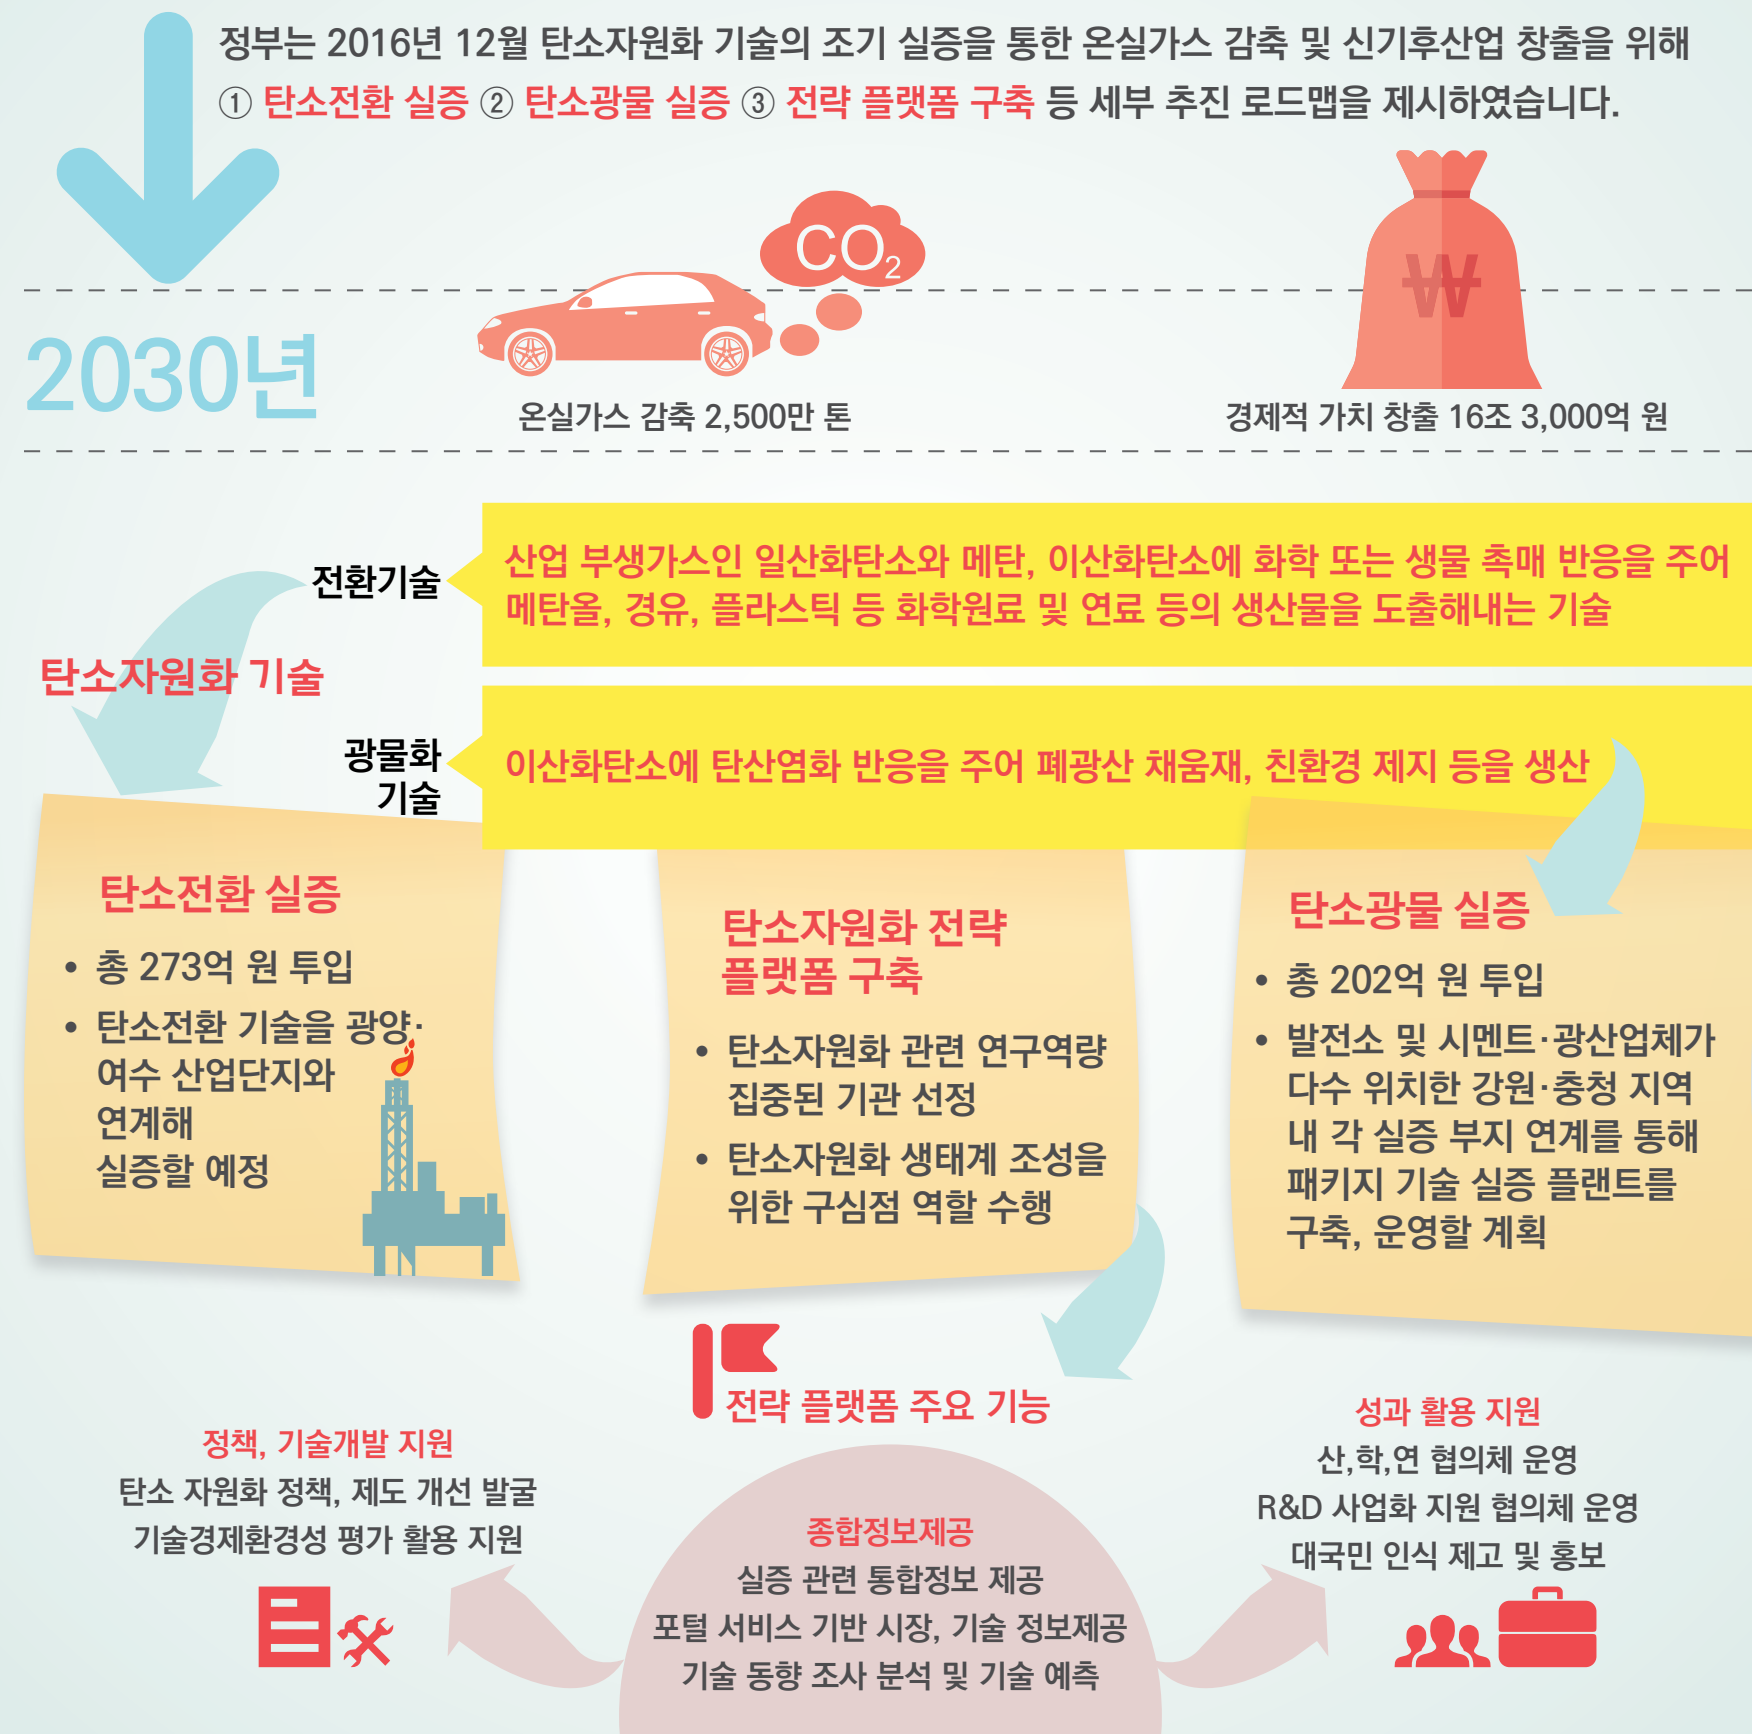 정부는 2016년 12월 탄소자원화 기술의 조기 실증을 통한 온실가스 감축 및 신기후산업 창출을 위해
① 탄소전환 실증 ② 탄소광물 실증 ③ 전략 플랫폼 구축 등 세부 추진 로드맵을 제시하였습니다.
CO₂
₩
2030년
온실가스 감축 2,500만 톤
경제적 가치 창출 16조 3,000억 원
탄소자원화 기술
전환기술
산업 부생가스인 일산화탄소와 메탄, 이산화탄소에 화학 또는 생물 촉매 반응을 주어
메탄올, 경유, 플라스틱 등 화학원료 및 연료 등의 생산물을 도출해내는 기술
광물화
기술
이산화탄소에 탄산염화 반응을 주어 폐광산 채움재, 친환경 제지 등을 생산
탄소전환 실증
• 총 273억 원 투입
• 탄소전환 기술을 광양·
여수 산업단지와
연계해
실증할 예정
탄소자원화 전략
플랫폼 구축
• 탄소자원화 관련 연구역량
집중된 기관 선정
• 탄소자원화 생태계 조성을
위한 구심점 역할 수행
탄소광물 실증
• 총 202억 원 투입
• 발전소 및 시멘트·광산업체가
다수 위치한 강원·충청 지역
내 각 실증 부지 연계를 통해
패키지 기술 실증 플랜트를
구축, 운영할 계획
전략 플랫폼 주요 기능
정책, 기술개발 지원
탄소 자원화 정책, 제도 개선 발굴
기술경제환경성 평가 활용 지원
종합정보제공
실증 관련 통합정보 제공
포털 서비스 기반 시장, 기술 정보제공
기술 동향 조사 분석 및 기술 예측
성과 활용 지원
산,학,연 협의체 운영
R&D 사업화 지원 협의체 운영
대국민 인식 제고 및 홍보